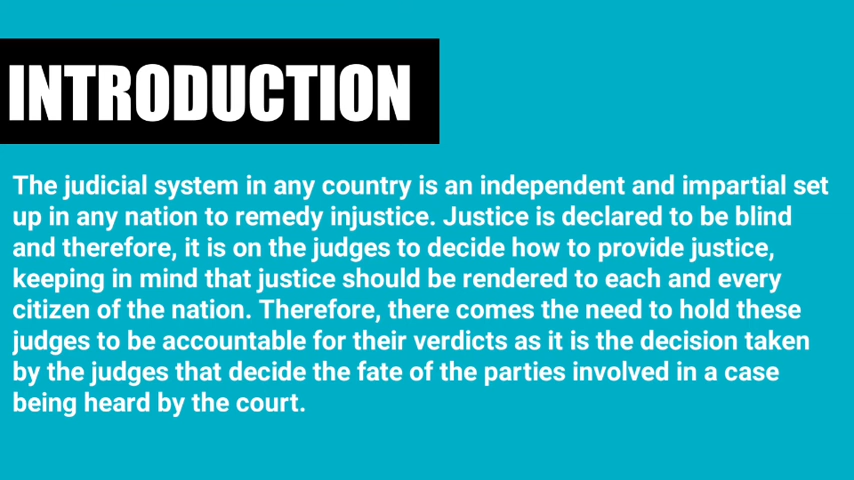 INTRODUCTION
The judicial system in any country is an independent and impartial set
up in any nation to remedy injustice. Justice is declared to be blind
and therefore, it is on the judges to decide how to provide justice,
keeping in mind that justice should be rendered to each and every
citizen of the nation. Therefore, there comes the need to hold these
judges to be accountable for their verdicts as it is the decision taken
by the judges that decide the fate of the parties involved in a case
being heard by the court.